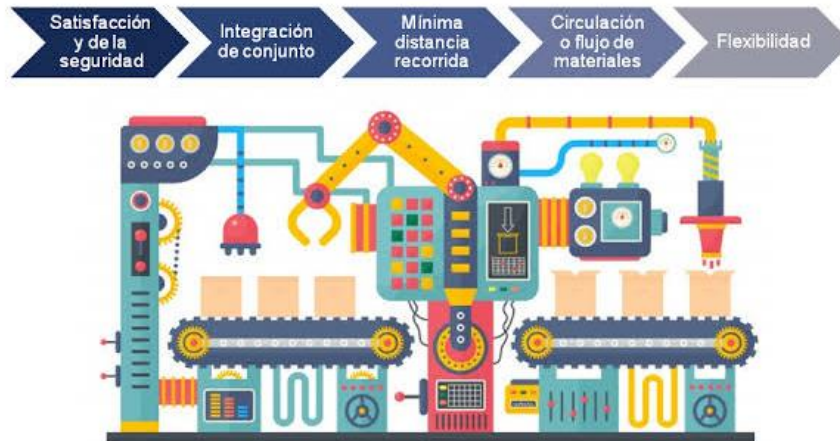 Satisfacción
y de la
seguridad
Integración
de conjunto
Mínima
distancia
recorrida
Circulación
o flujo de
materiales
Flexibilidad